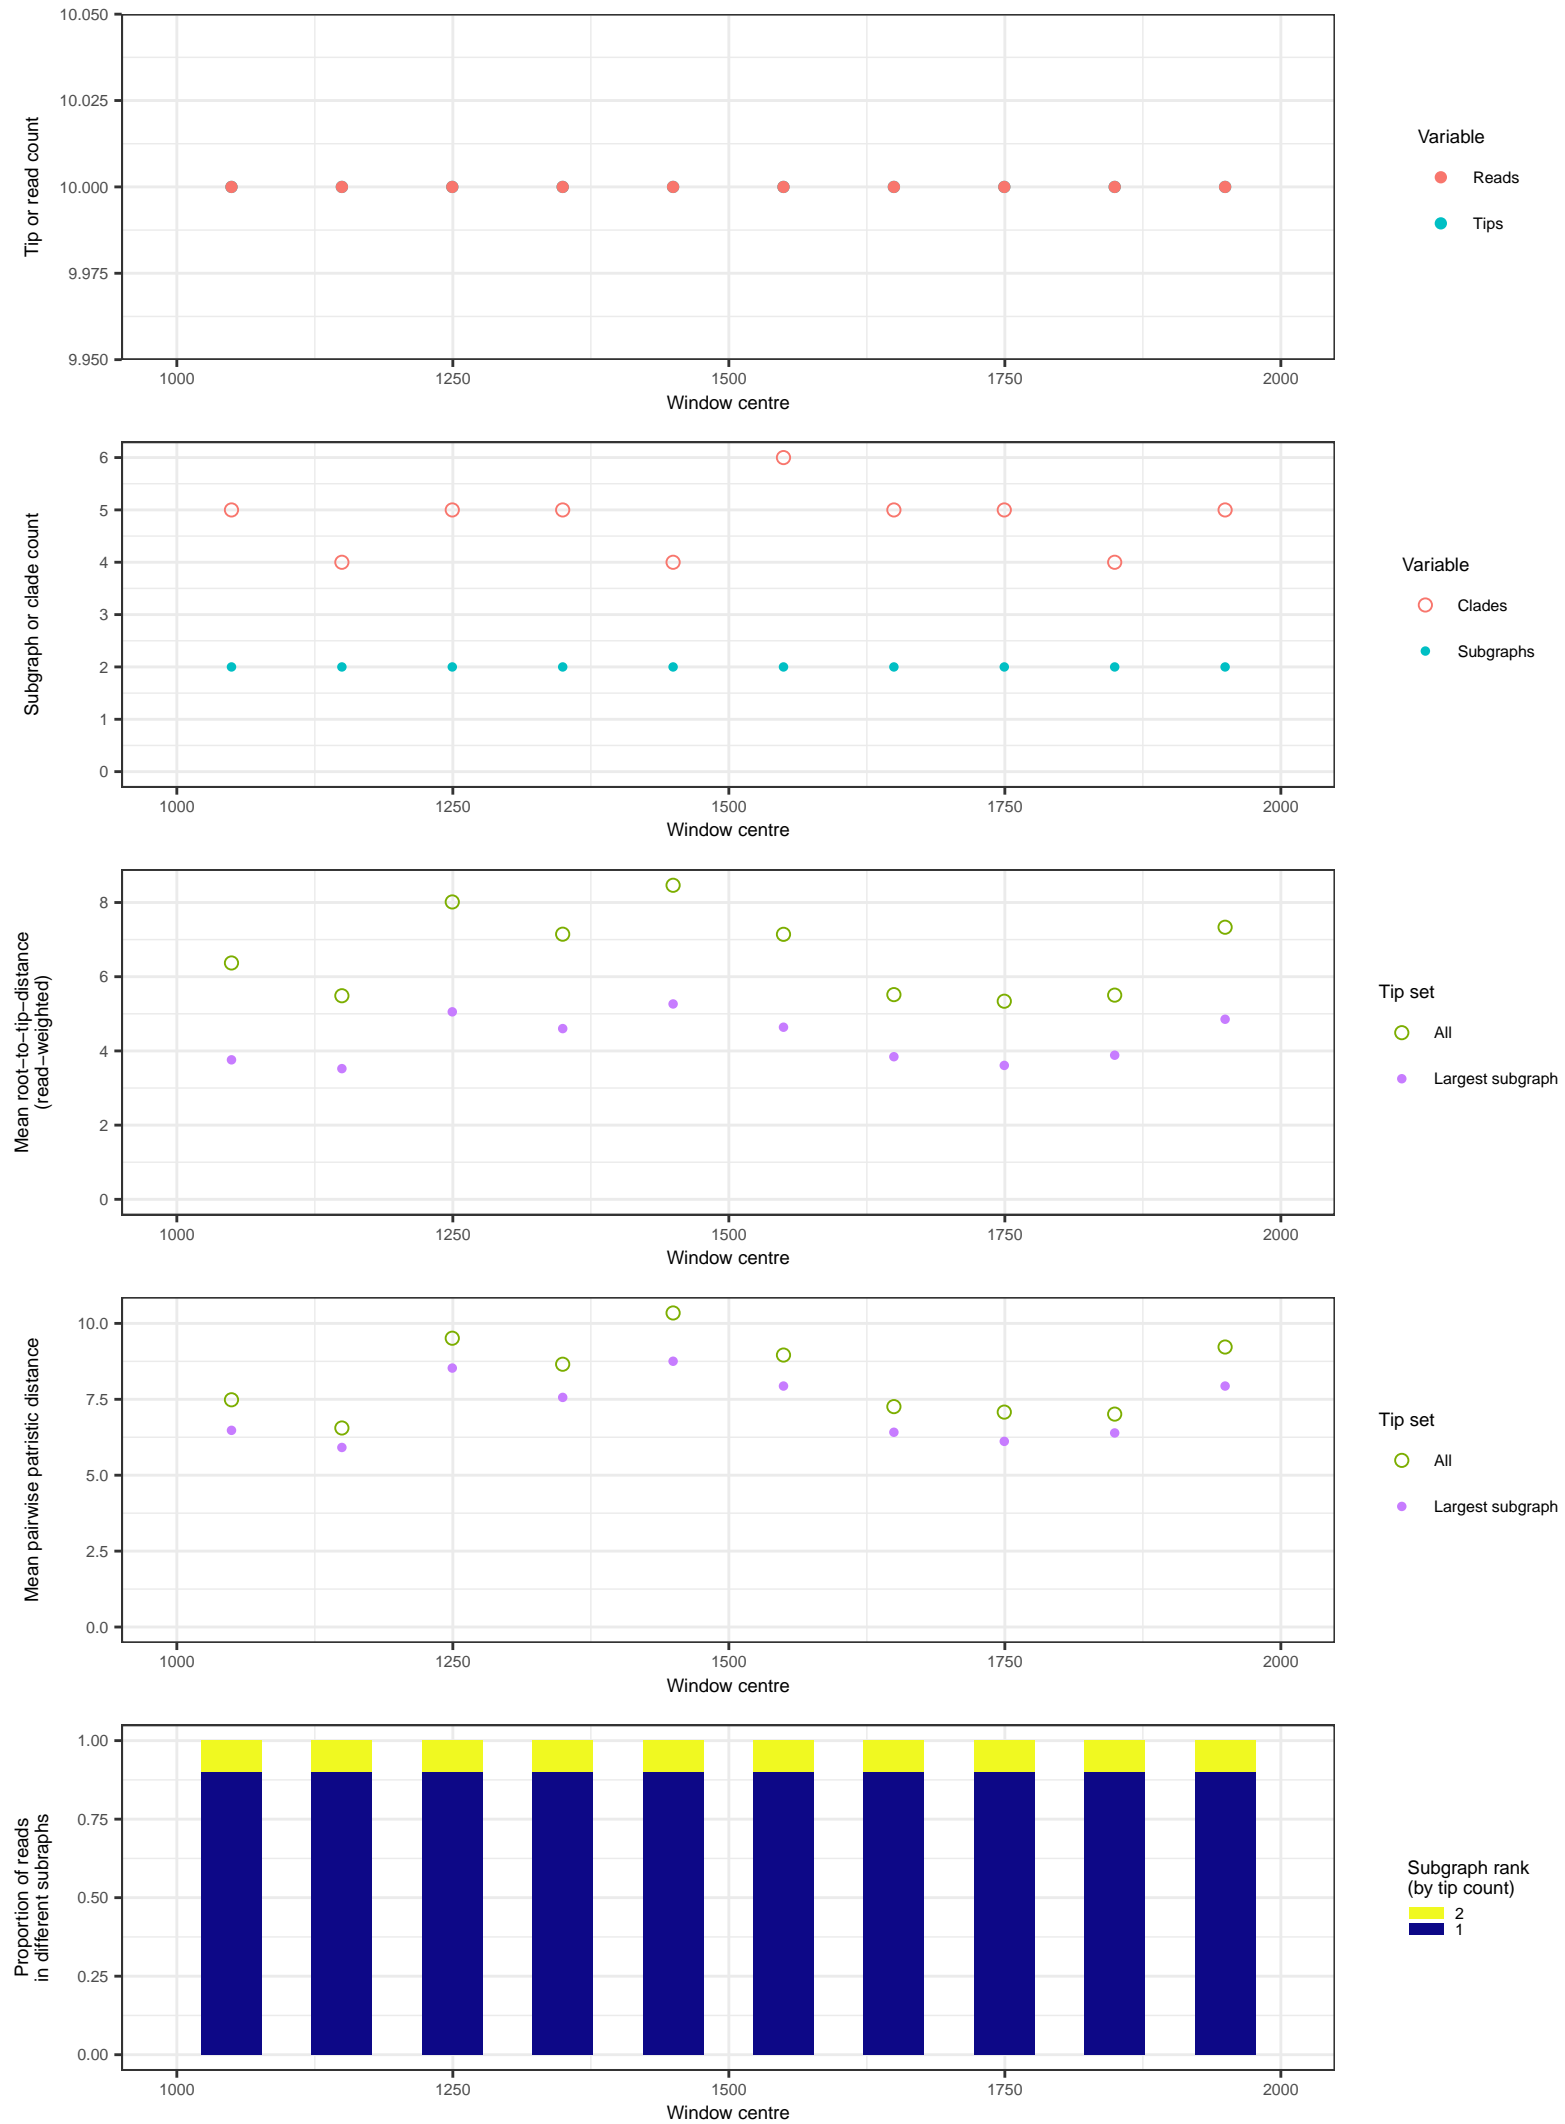 10.050
10.025
10.000
9.975
9.950
Tip or read count
1000 1250 1500 1750 2000
Window centre
Variable
Reads
Tips
6
5
4
3
2
1
0
Subgraph or clade count
1000 1250 1500 1750 2000
Window centre
Variable
Clades
Subgraphs
8
6
4
2
0
Mean root−to−tip−distance
(read−weighted)
1000 1250 1500 1750 2000
Window centre
Tip set
All
Largest subgraph
10.0
7.5
5.0
2.5
0.0
Mean pairwise patristic distance
1000 1250 1500 1750 2000
Window centre
Tip set
All
Largest subgraph
1.00
0.75
0.50
0.25
0.00
Proportion of reads
in different subraphs
1000 1250 1500 1750 2000
Window centre
Subgraph rank
(by tip count)
2
1